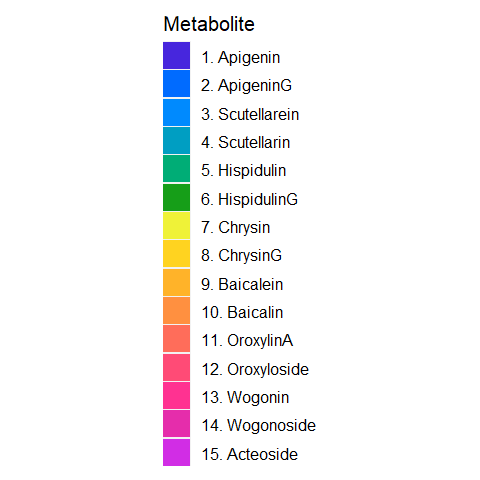 Metabolite
1. Apigenin
2. ApigeninG
3. Scutellarein
4. Scutellarin
5. Hispidulin
6. HispidulinG
7. Chrysin
8. ChrysinG
9. Baicalein
10. Baicalin
11. OroxylinA
12. Oroxyloside
13. Wogonin
14. Wogonoside
15. Acteoside